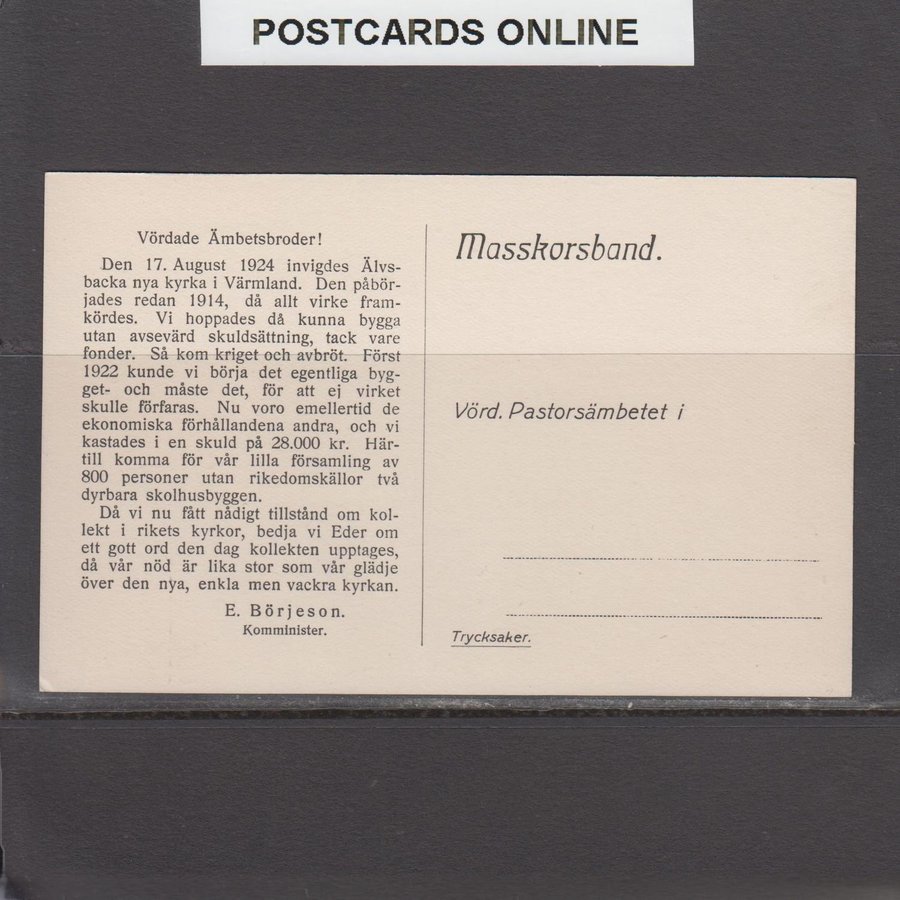 POSTCARDS ONLINE
Vördade Ämbetsbroder!
Den 17. August 1924 invigdes Älvs-
backa nya kyrka i Värmland. Den påbör-
jades redan 1914, då allt virke fram-
kördes. Vi hoppades då kunna bygga
utan avsevärd skuldsättning, tack vare
fonder. Så kom kriget och avbröt. Först
1922 kunde vi börja det egentliga byg-
get- och måste det, för att ej virket
skulle förfaras. Nu voro emellertid de
ekonomiska förhållandena andra, och vi
kastades i en skuld på 28.000 kr. Här-
till komma för vår lilla församling av
800 personer utan rikedomskällor två
dyrbara skolhusbyggen.
Då vi nu fått nådigt tillstånd om kol-
lekt i rikets kyrkor, bedja vi Eder om
ett gott ord den dag kollekten upptages,
då vår nöd är lika stor som vår glädje
över den nya, enkla men vackra kyrkan.
E. Börjeson.
Komminister.
Masskorsband.
Vörd. Pastorsämbetet i
Trycksaker.